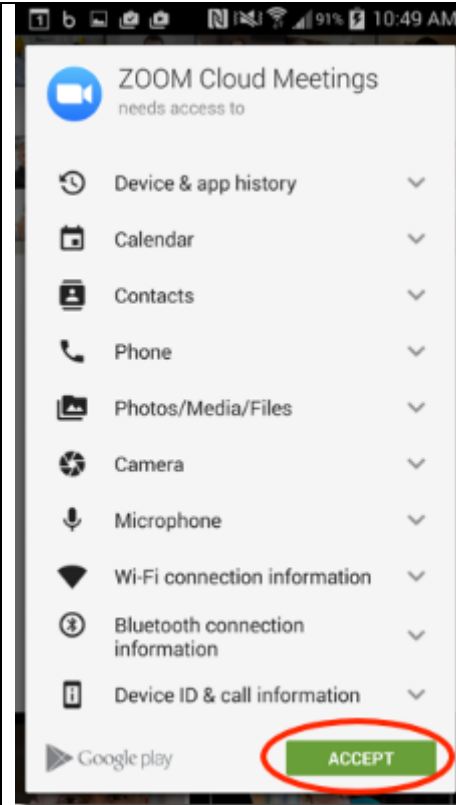 1 b 91% 10:49 AM
ZOOM Cloud Meetings
needs access to
Device & app history
Calendar
Contacts
Phone
Photos/Media/Files
Camera
Microphone
Wi-Fi connection information
Bluetooth connection
information
Device ID & call information
Google play ACCEPT